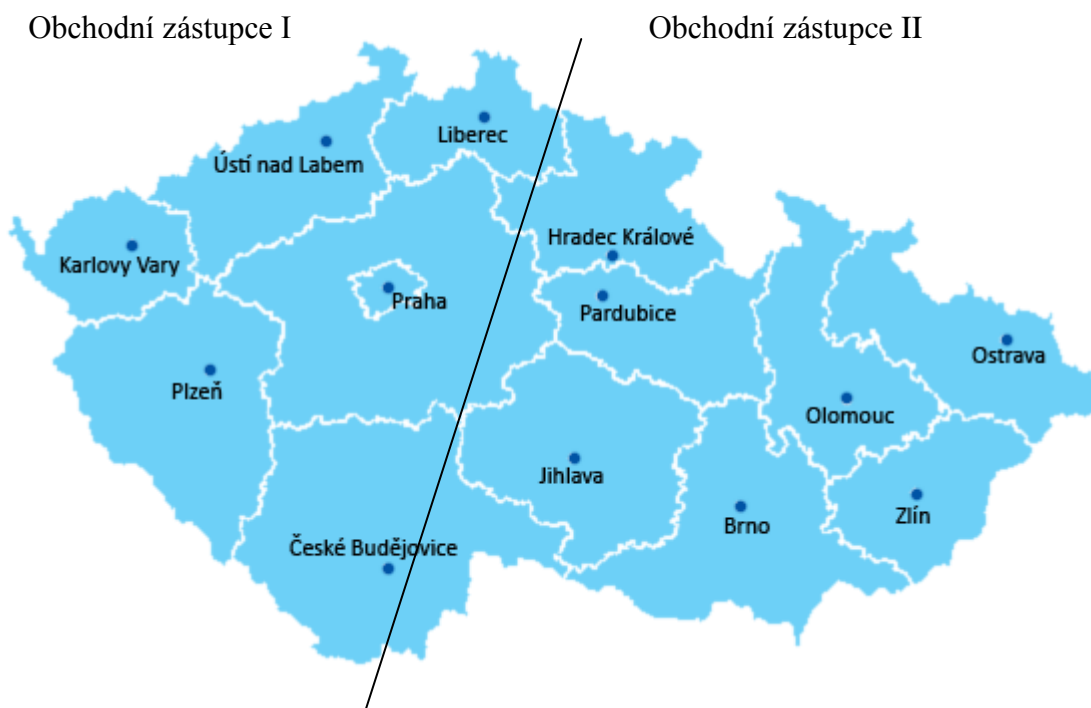 Obchodní zástupce I
Obchodní zástupce II
Liberec
Ústí nad Labem
Hradec Králové
Karlovy Vary
Praha
Pardubice
Ostrava
Plzeň
Olomouc
Jihlava
Zlín
Brno
České Budějovice